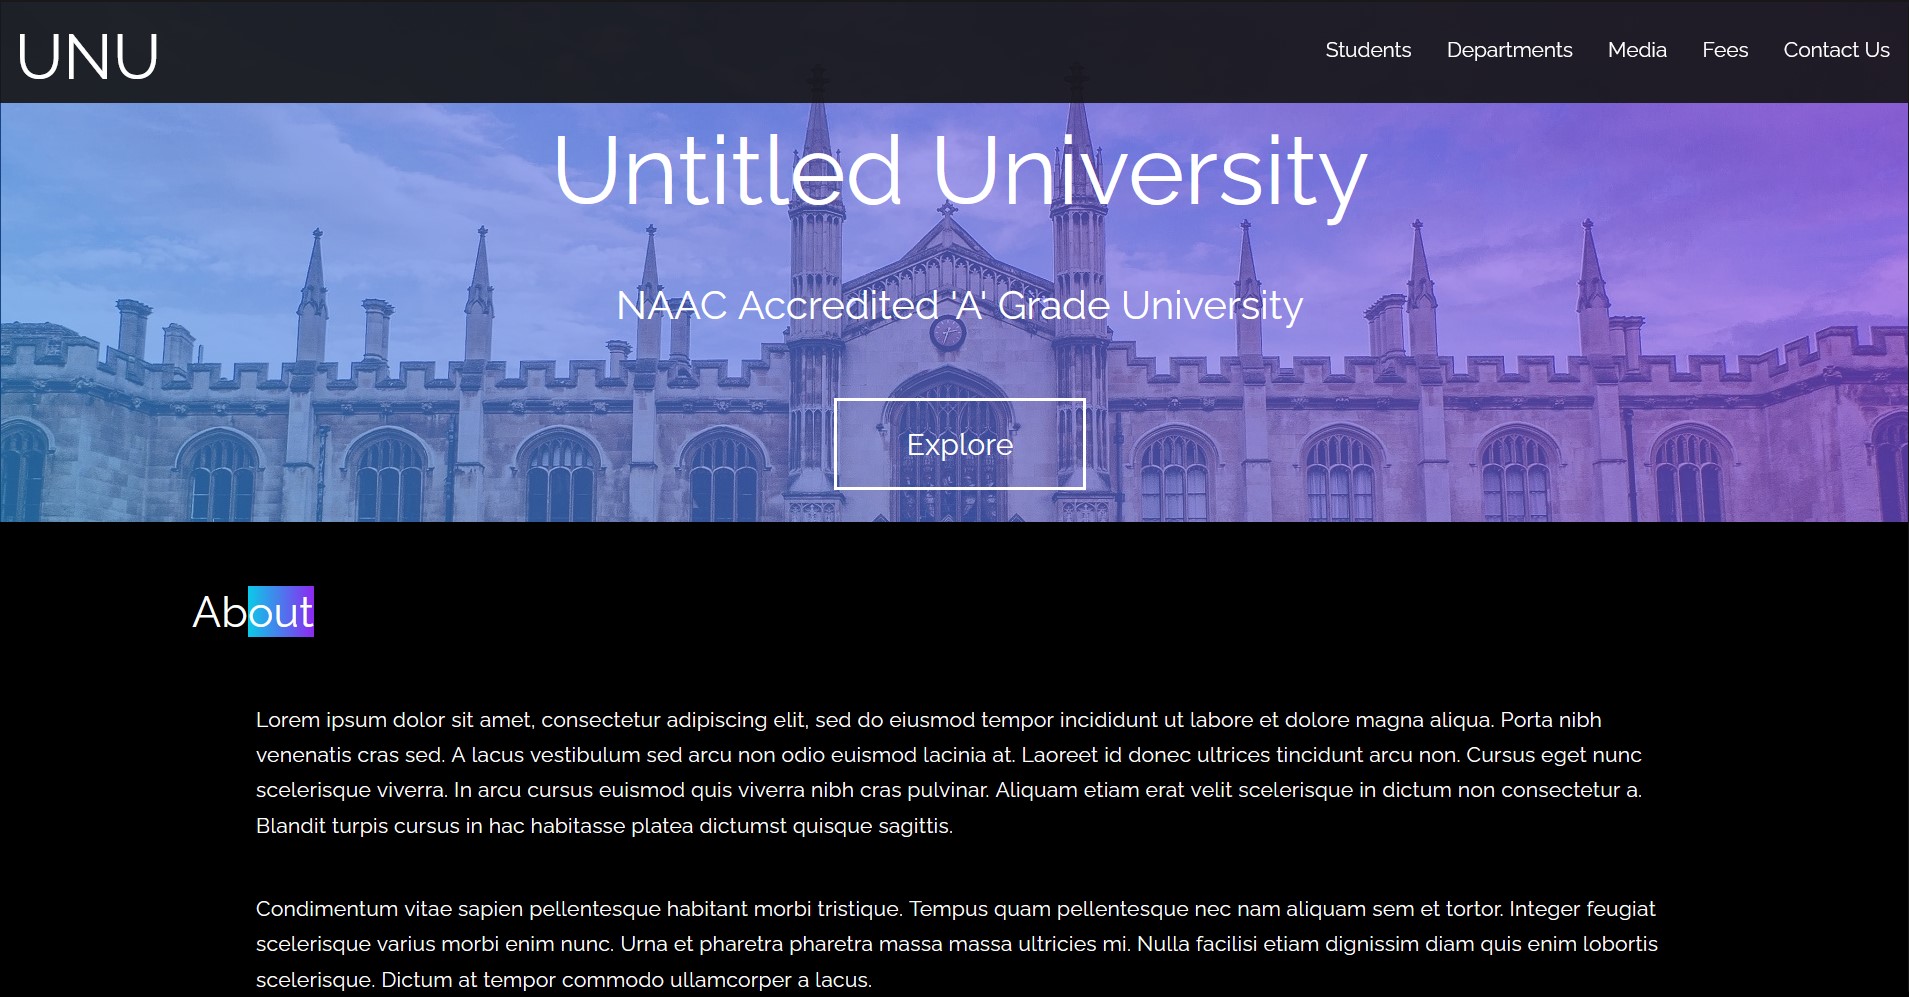 UNU
Students Departments Media Fees Contact Us
Untitled University
NAAC Accredited 'A' Grade University
Explore
About
Lorem ipsum dolor sit amet, consectetur adipiscing elit, sed do eiusmod tempor incididunt ut labore et dolore magna aliqua. Porta nibh
venenatis cras sed. A lacus vestibulum sed arcu non odio euismod lacinia at. Laoreet id donec ultrices tincidunt arcu non. Cursus eget nunc
scelerisque viverra. In arcu cursus euismod quis viverra nibh cras pulvinar. Aliquam etiam erat velit scelerisque in dictum non consectetur a.
Blandit turpis cursus in hac habitasse platea dictumst quisque sagittis.
Condimentum vitae sapien pellentesque habitant morbi tristique. Tempus quam pellentesque nec nam aliquam sem et tortor. Integer feugiat
scelerisque varius morbi enim nunc. Urna et pharetra pharetra massa massa ultricies mi. Nulla facilisi etiam dignissim diam quis enim lobortis
scelerisque. Dictum at tempor commodo ullamcorper a lacus.